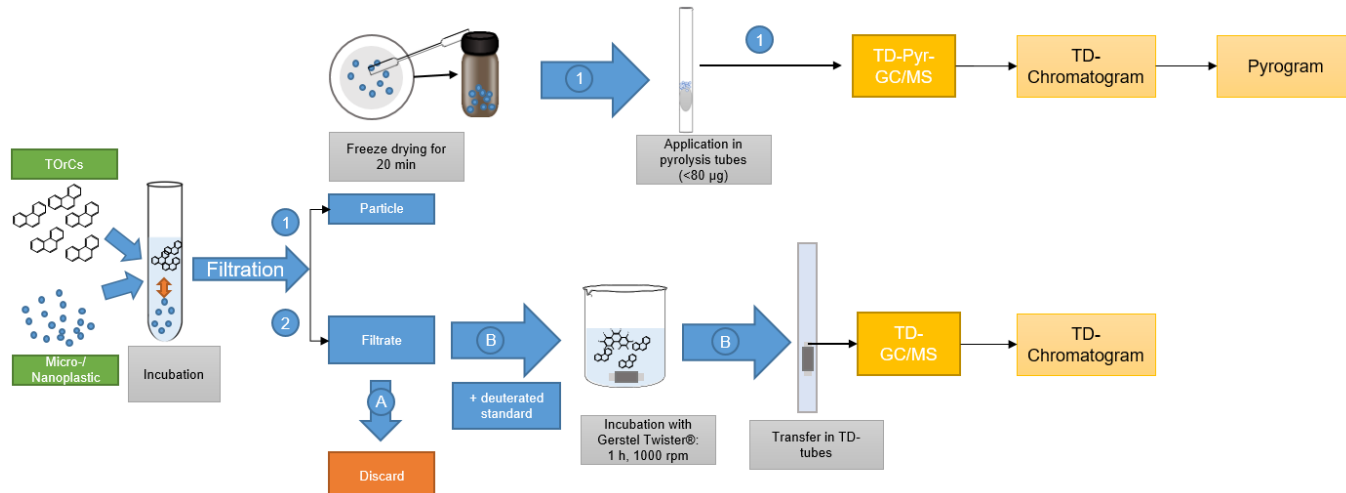 1
1
TD-Pyr-
GC/MS
TD-
Chromatogram
Pyrogram
Freeze drying for
20 min
Application in
pyrolysis tubes
(<80 µg)
TOrCs
Micro-/
Nanoplastic
Incubation
Filtration
1
Particle
2
Filtrate
A
Discard
B
+ deuterated
standard
Incubation with
Gerstel Twister®:
1 h, 1000 rpm
B
Transfer in TD-
tubes
TD-
GC/MS
TD-
Chromatogram